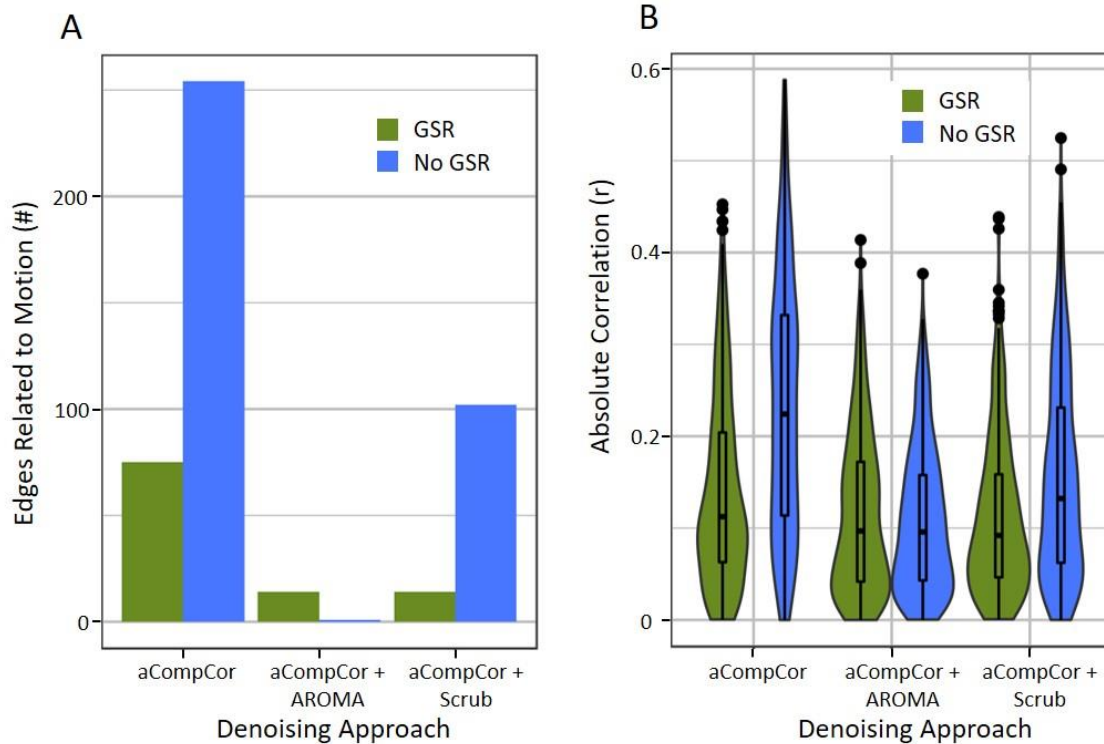 A
Edges Related to Motion (#)
200
100
0
GSR
No GSR
aCompCor
aCompCor +
AROMA
aCompCor +
Scrub
Denoising Approach
B
Absolute Correlation (r)
0.6
0.4
0.2
0
GSR
No GSR
aCompCor
aCompCor +
AROMA
aCompCor +
Scrub
Denoising Approach